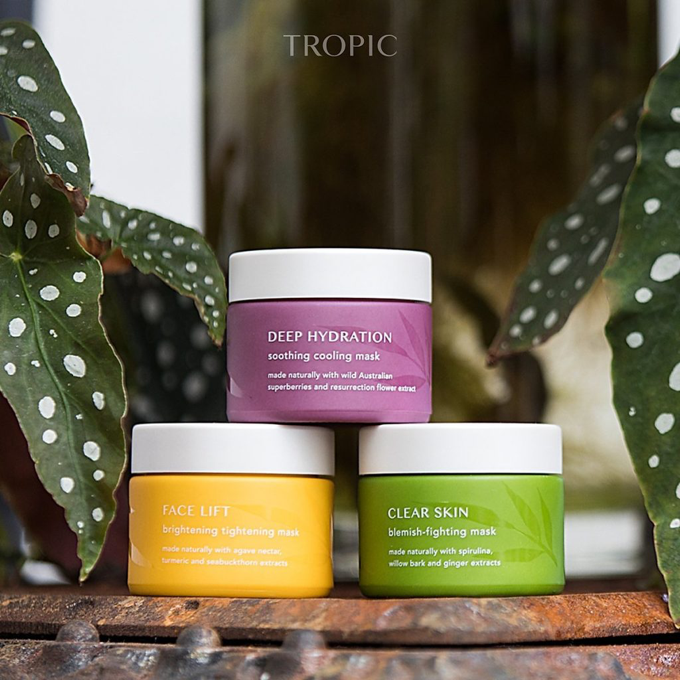 TROPIC
DEEP HYDRATION
soothing cooling mask
made naturally with wild Australian
superberries and resurrection flower extract
FACE LIFT
brightening tightening mask
made naturally with agave nectar,
turmeric and seabuckthorn extracts
CLEAR SKIN
blemish-fighting mask
made naturally with spirulina,
willow bark and ginger extracts